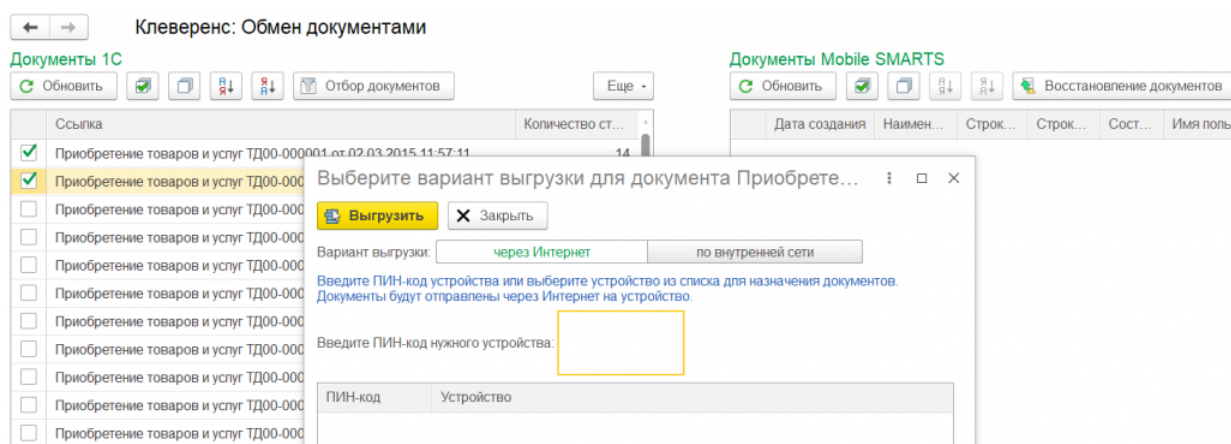 Клеверенс: Обмен документами
Документы 1С
Документы Mobile SMARTS
Обновить
Отбор документов
Еще
Обновить
Восстановление документов
Ссылка
Количество ст...
Дата создания
Наимен...
Строк...
Строк...
Сост...
Имя поль
Приобретение товаров и услуг ТД00-000001 от 02.03.2015 11:57:11
14
Приобретение товаров и услуг ТД00-000
Приобретение товаров и услуг ТД00-000
Приобретение товаров и услуг ТД00-000
Приобретение товаров и услуг ТД00-000
Приобретение товаров и услуг ТД00-000
Приобретение товаров и услуг ТД00-000
Приобретение товаров и услуг ТД00-000
Приобретение товаров и услуг ТД00-000
Приобретение товаров и услуг ТД00-000
Приобретение товаров и услуг ТД00-000
Выберите вариант выгрузки для документа Приобрете...
Выгрузить
Закрыть
Вариант выгрузки:
через Интернет
по внутренней сети
Введите ПИН-код устройства или выберите устройство из списка для назначения документов.
Документы будут отправлены через Интернет на устройство.
Введите ПИН-код нужного устройства:
ПИН-код
Устройство